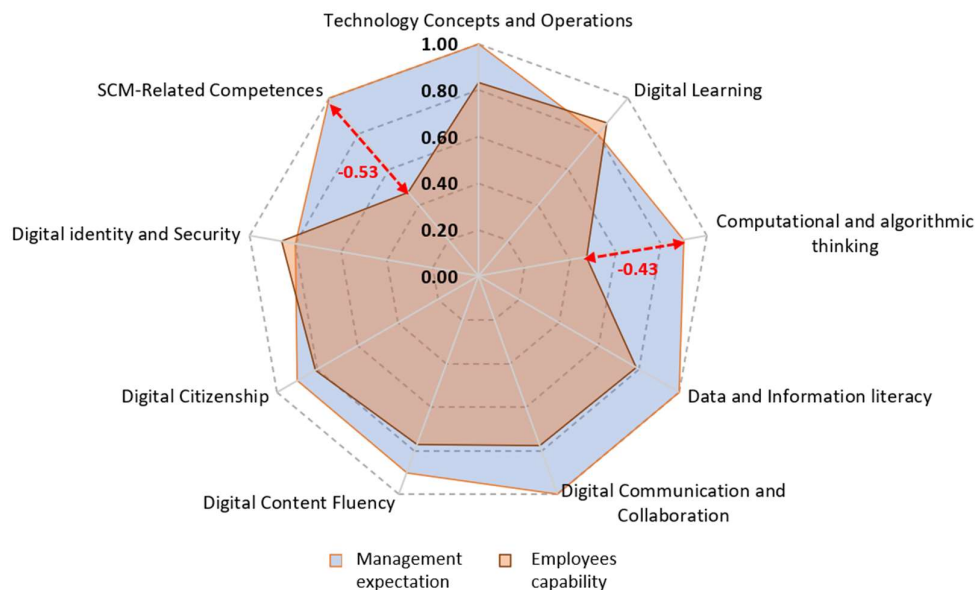 Technology Concepts and Operations
1.00
SCM-Related Competences
0.80
Digital Learning
0.60
-0.53
0.40
Digital identity and Security
0.20
Computational and algorithmic
thinking
-0.43
0.00
Digital Citizenship
Data and Information literacy
Digital Content Fluency
Digital Communication and
Collaboration
Management
expectation
Employees
capability